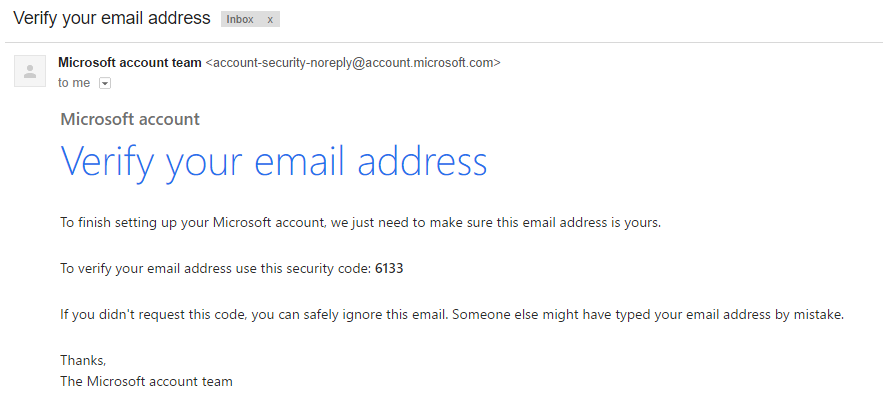 Verify your email address Inbox x
Microsoft account team <account-security-noreply@account.microsoft.com>
to me
Microsoft account
Verify your email address
To finish setting up your Microsoft account, we just need to make sure this email address is yours.
To verify your email address use this security code: 6133
If you didn't request this code, you can safely ignore this email. Someone else might have typed your email address by mistake.
Thanks,
The Microsoft account team